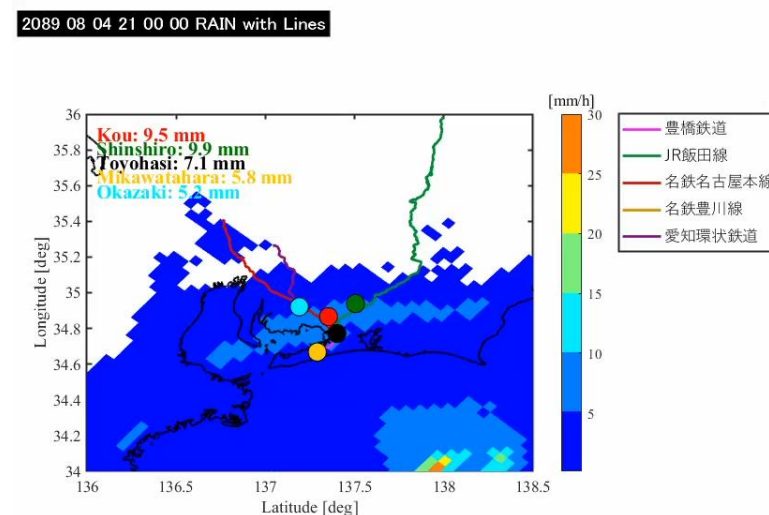 2089 08 04 21 00 00 RAIN with Lines
[mm/h]
Kou: 9.5 mm
Shinshiro: 9.9 mm
Toyohasi: 7.1 mm
Mikawatahara: 5.8 mm
Okazaki: 5.2 mm
36
35.8
35.6
35.4
35.2
35
34.8
34.6
34.4
34.2
34
Longitude [deg]
136
136.5
137
137.5
138
138.5
Latitude [deg]
30
25
20
15
10
5
豊橋鉄道
JR飯田線
名鉄名古屋本線
名鉄豊川線
愛知環状鉄道